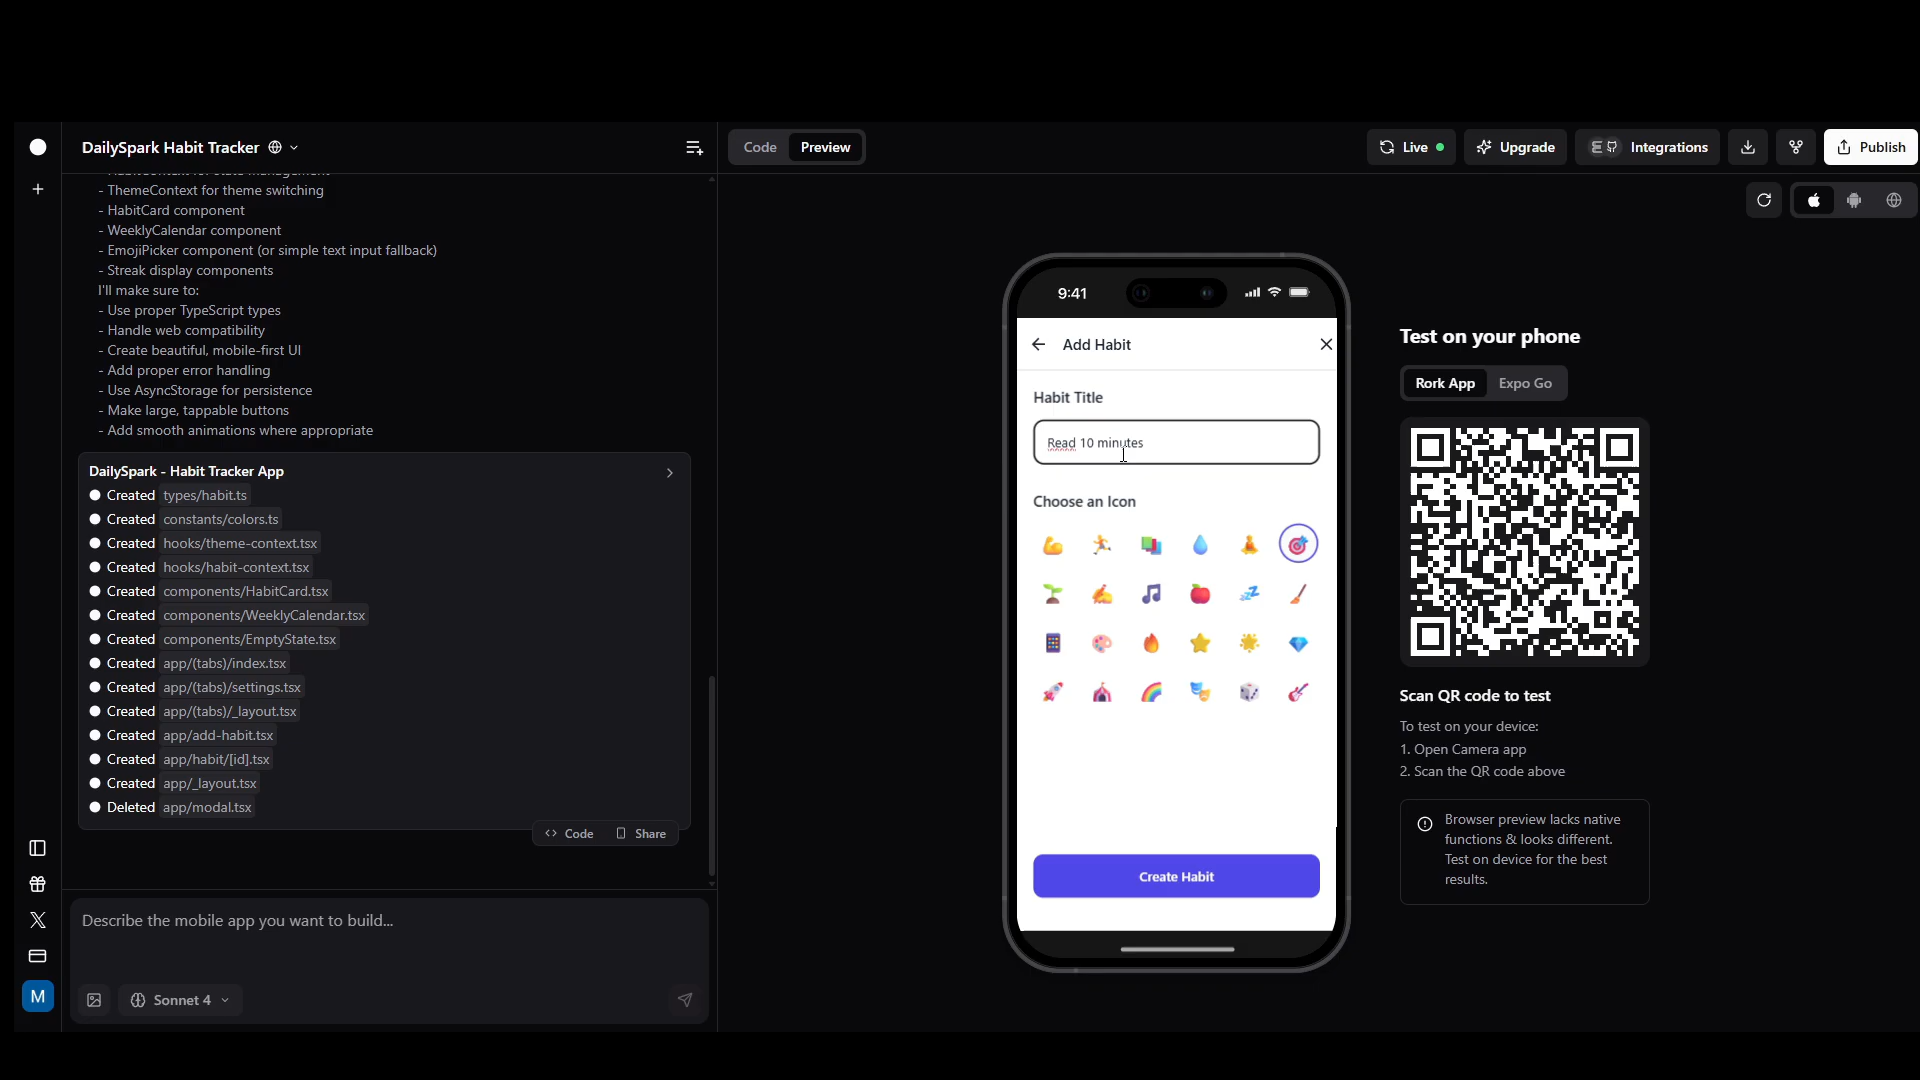 DailySpark Habit Tracker
- ThemeContext for theme switching
- HabitCard component
- WeeklyCalendar component
- EmojiPicker component (or simple text input fallback)
- Streak display components
I'll make sure to:
- Use proper TypeScript types
- Handle web compatibility
- Create beautiful, mobile-first UI
- Add proper error handling
- Use AsyncStorage for persistence
- Make large, tappable buttons
- Add smooth animations where appropriate
DailySpark - Habit Tracker App
Created types/habit.ts
Created constants/colors.ts
Created hooks/theme-context.tsx
Created hooks/habit-context.tsx
Created components/HabitCard.tsx
Created components/WeeklyCalendar.tsx
Created components/EmptyState.tsx
Created app/(tabs)/index.tsx
Created app/(tabs)/settings.tsx
Created app/(tabs)/_layout.tsx
Created app/add-habit.tsx
Created app/habit/[id].tsx
Created app/_layout.tsx
Deleted app/modal.tsx
Code Share
Describe the mobile app you want to build...
M
Sonnet 4
Code Preview
Live Upgrade Integrations Publish
9:41
Add Habit
Habit Title
Read 10 minutes
Choose an Icon
Create Habit
Test on your phone
Rork App Expo Go
Scan QR code to test
To test on your device:
1. Open Camera app
2. Scan the QR code above
Browser preview lacks native
functions & looks different.
Test on device for the best
results.